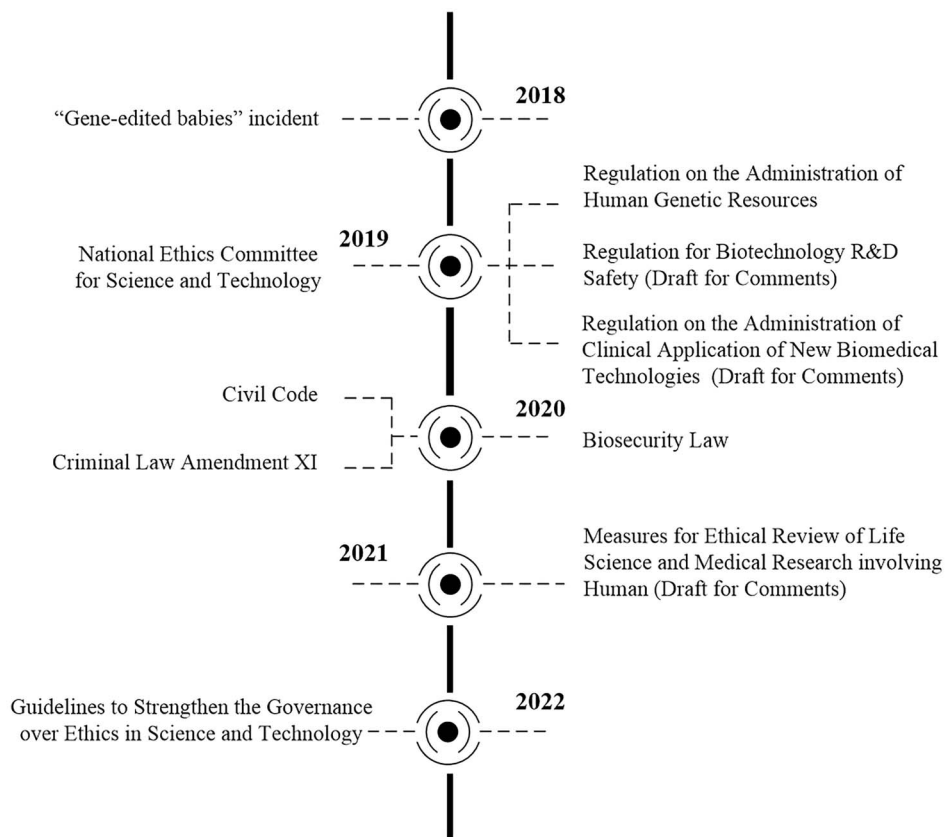 2018
“Gene-edited babies” incident
Regulation on the Administration of
Human Genetic Resources
2019
National Ethics Committee
for Science and Technology
Regulation for Biotechnology R&D
Safety (Draft for Comments)
Regulation on the Administration of
Clinical Application of New Biomedical
Technologies (Draft for Comments)
Civil Code
2020
Biosecurity Law
Criminal Law Amendment XI
2021
Measures for Ethical Review of Life
Science and Medical Research involving
Human (Draft for Comments)
2022
Guidelines to Strengthen the Governance
over Ethics in Science and Technology